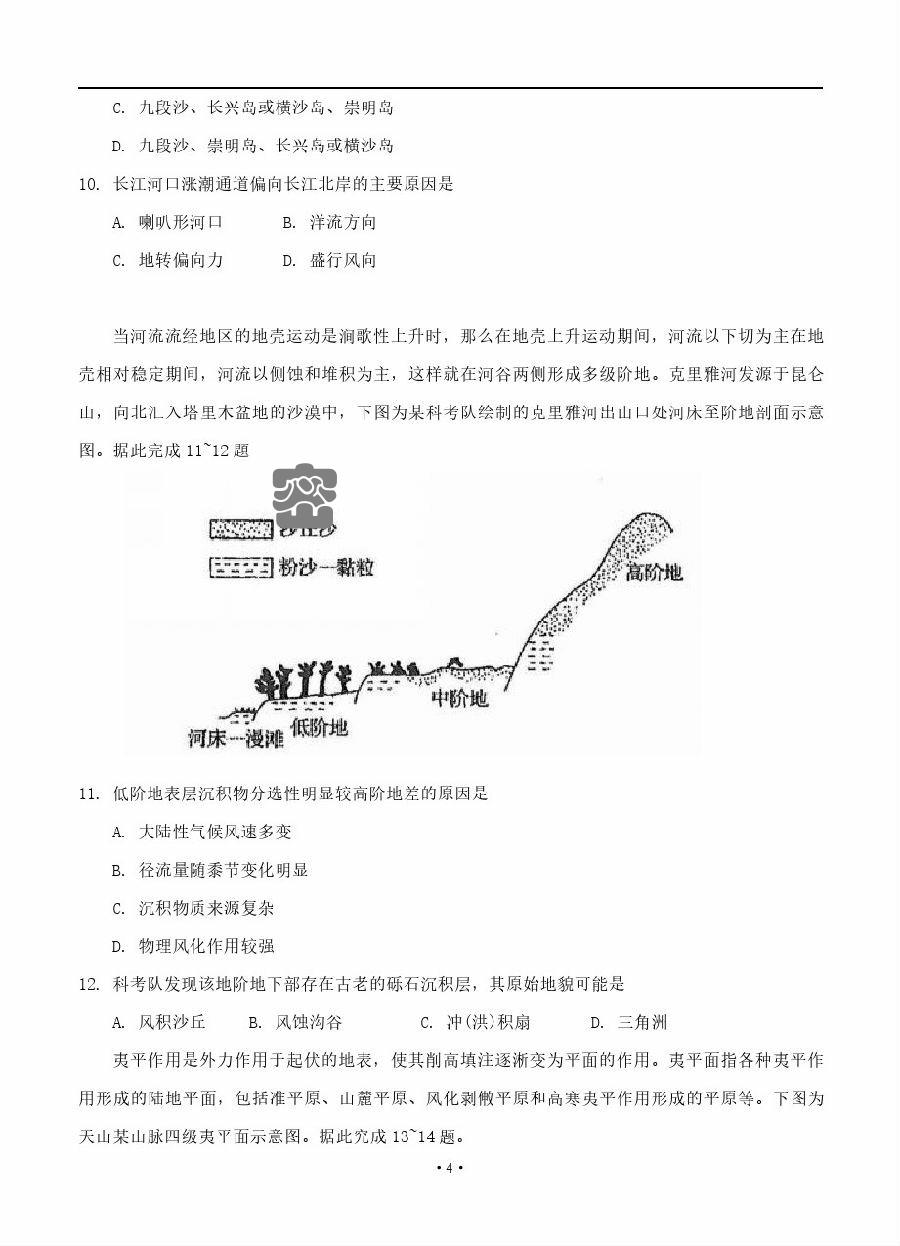 C. 九段沙、长兴岛或横沙岛、崇明岛
D. 九段沙、崇明岛、长兴岛或横沙岛
10. 长江河口涨潮通道偏向长江北岸的主要原因是
A. 喇叭形河口 B. 洋流方向
C. 地转偏向力 D. 盛行风向
当河流流经地区的地壳运动是涧歌性上升时，那么在地壳上升运动期间，河流以下切为主在地
壳相对稳定期间，河流以侧蚀和堆积为主，这样就在河谷两侧形成多级阶地。克里雅河发源于昆仑
山，向北汇入塔里木盆地的沙漠中，下图为某科考队绘制的克里雅河出山口处河床至阶地剖面示意
图。据此完成 11~12 题
粉沙一黏粒
高阶地
中阶地
低阶地
河床一漫滩
11. 低阶地表层沉积物分选性明显较高阶地差的原因是
A. 大陆性气候风速多变
B. 径流量随黍节变化明显
C. 沉积物质来源复杂
D. 物理风化作用较强
12. 科考队发现该地阶地下部存在古老的砾石沉积层，其原始地貌可能是
A. 风积沙丘 B. 风蚀沟谷 C. 冲(洪)积扇 D. 三角洲
夷平作用是外力作用于起伏的地表，使其削高填注逐渐变为平面的作用。夷平面指各种夷平作
用形成的陆地平面，包括准平原、山麓平原、风化剥僌平原和高寒夷平作用形成的平原等。下图为
天山某山脉四级夷平面示意图。据此完成 13~14 题。
·4·